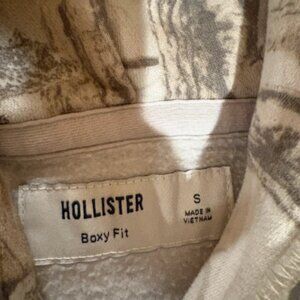 HOLLISTER
Boxy Fit
S
MADE IN
VIETNAM